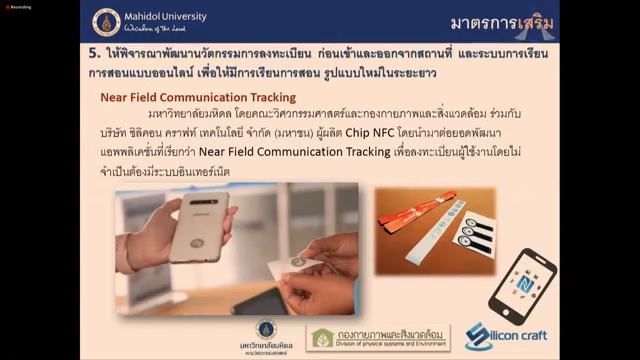 Recording
Mahidol University
Wisdom of the Land
มาตรการเสริม
5. ให้พิจารณาพัฒนานวัตกรรมการลงทะเบียน ก่อนเข้าและออกจากสถานที่ และระบบการเรียน
การสอนแบบออนไลน์ เพื่อให้มีการเรียนการสอน รูปแบบใหม่ในระยะยาว
Near Field Communication Tracking
มหาวิทยาลัยมหิดล โดยคณะวิศวกรรมศาสตร์และกองกายภาพและสิ่งแวดล้อม ร่วมกับ
บริษัท ซิลิคอน คราฟท์ เทคโนโลยี จำกัด (มหาชน) ผู้ผลิต Chip NFC โดยนำมาต่อยอดพัฒนา
แอพพลิเคชั่นที่เรียกว่า Near Field Communication Tracking เพื่อลงทะเบียนผู้ใช้งานโดยไม่
จำเป็นต้องมีระบบอินเทอร์เน็ต
SAMSUNG
มหาวิทยาลัยมหิดล
คณะวิศวกรรมศาสตร์
กองกายภาพและสิ่งแวดล้อม
Division of physical systems and Environment
Silicon craft